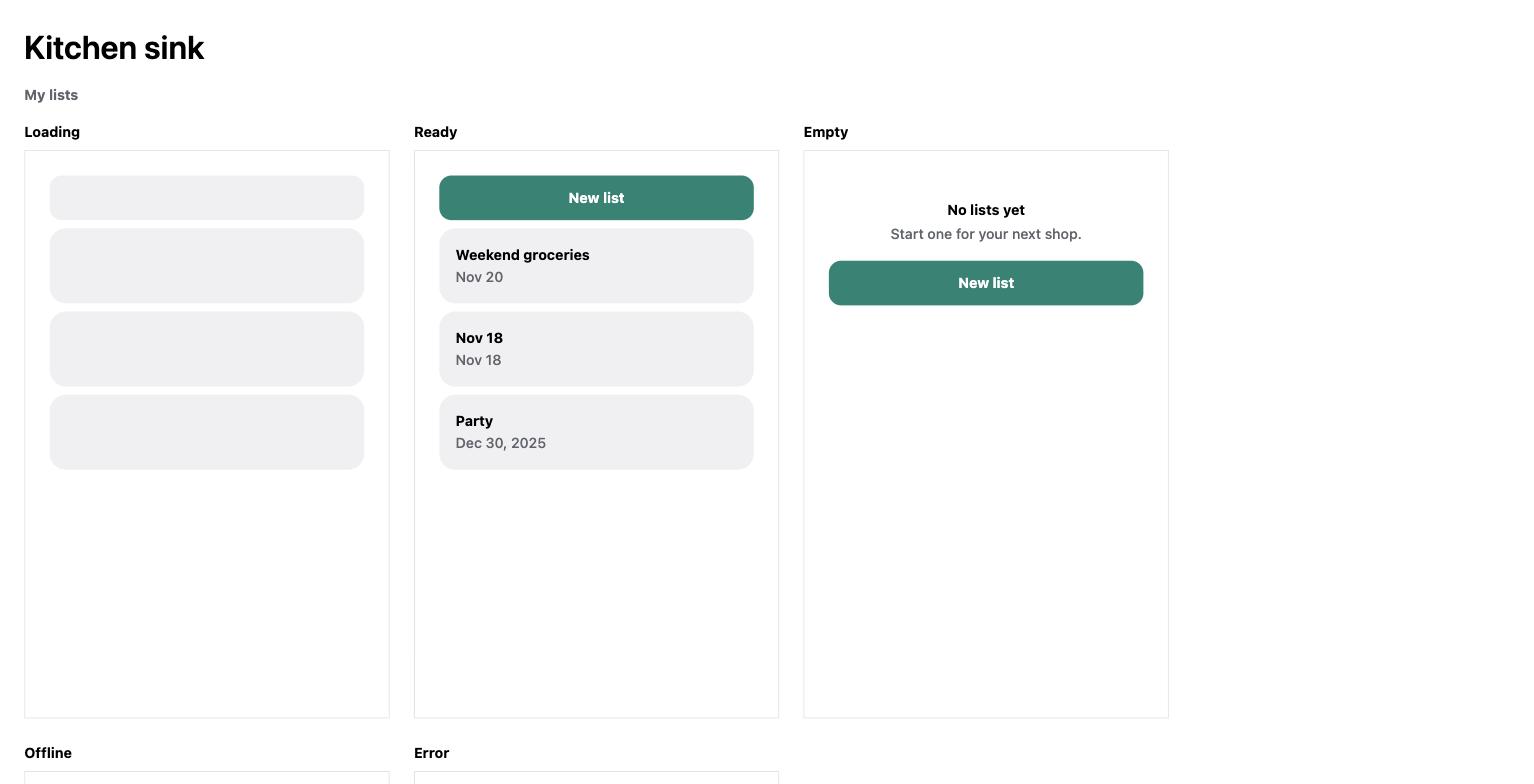 Kitchen sink
My lists
Loading
Ready
New list
Weekend groceries
Nov 20
Nov 18
Nov 18
Party
Dec 30, 2025
Empty
No lists yet
Start one for your next shop.
New list
Offline
Error